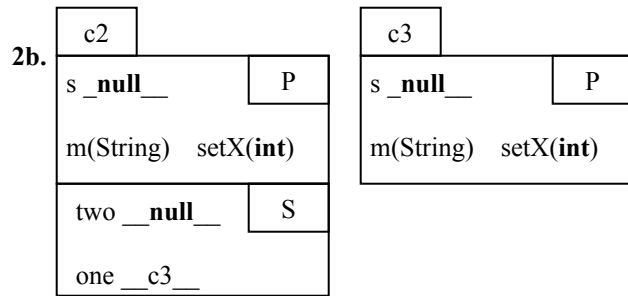 2b.
c2
s _null__ P
m(String) setX(int)
two __null__ S
one __c3__
c3
s _null__ P
m(String) setX(int)